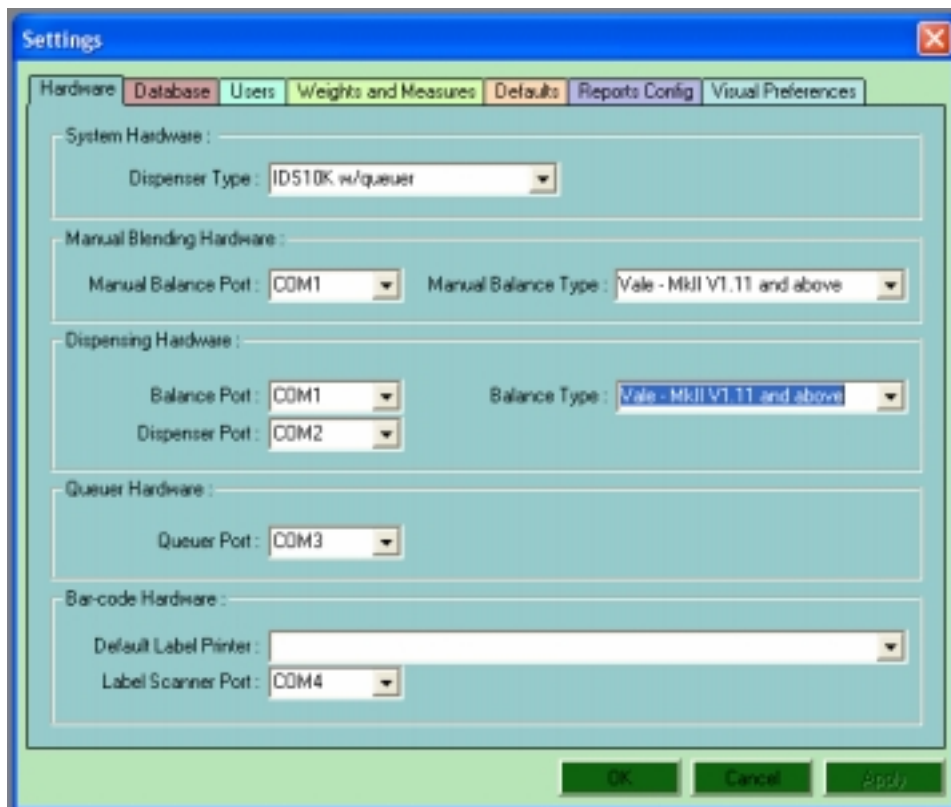 Settings
Hardware Database Users Weights and Measures Defaults Reports Config Visual Preferences
System Hardware :
Dispenser Type : IDS10K w/queuer
Manual Blending Hardware :
Manual Balance Port : COM1 Manual Balance Type : Vale - MkII V1.11 and above
Dispensing Hardware :
Balance Port : COM1 Balance Type : Vale - MkII V1.11 and above
Dispenser Port : COM2
Queuer Hardware :
Queuer Port : COM3
Bar-code Hardware :
Default Label Printer :
Label Scanner Port : COM4
OK Cancel Apply